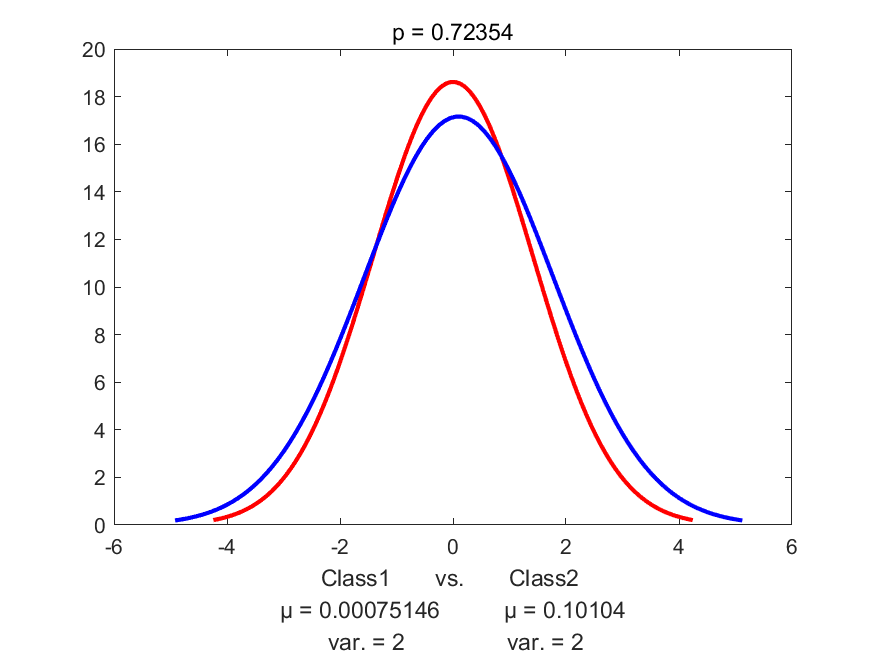 p = 0.72354
20
18
16
14
12
10
8
6
4
2
0
-6 -4 -2 0 2 4 6
Class1 vs. Class2
μ = 0.00075146 μ = 0.10104
var. = 2 var. = 2